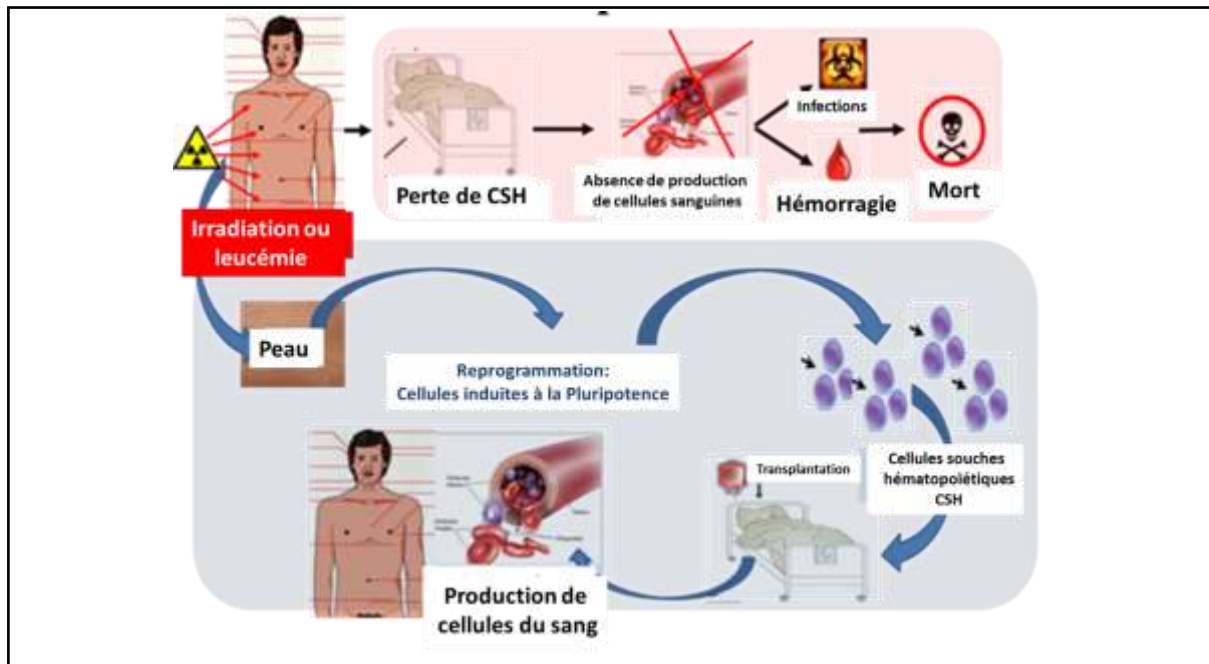 Infections
Perte de CSH
Absence de production
de cellules sanguines
Hémorragie
Mort
Irradiation ou
leucémie
Peau
Reprogrammation:
Cellules induites à la Pluripotence
Cellules souches
hématopoïétiques
CSH
Transplantation
Production de
cellules du sang